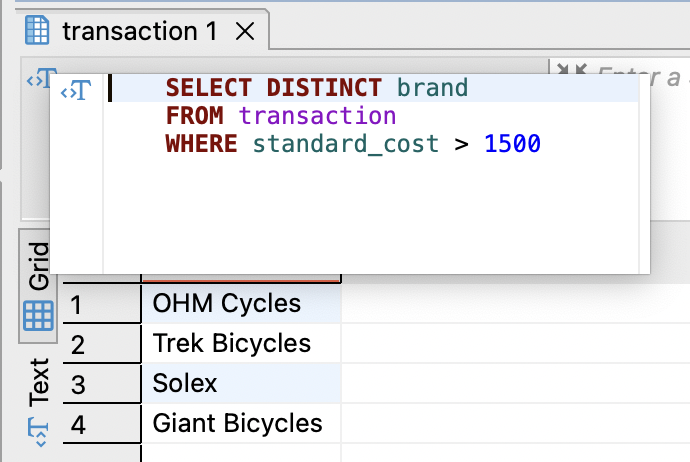 transaction 1
Enter a
SELECT DISTINCT brand
FROM transaction
WHERE standard_cost > 1500
Grid
Text
1 OHM Cycles
2 Trek Bicycles
3 Solex
4 Giant Bicycles